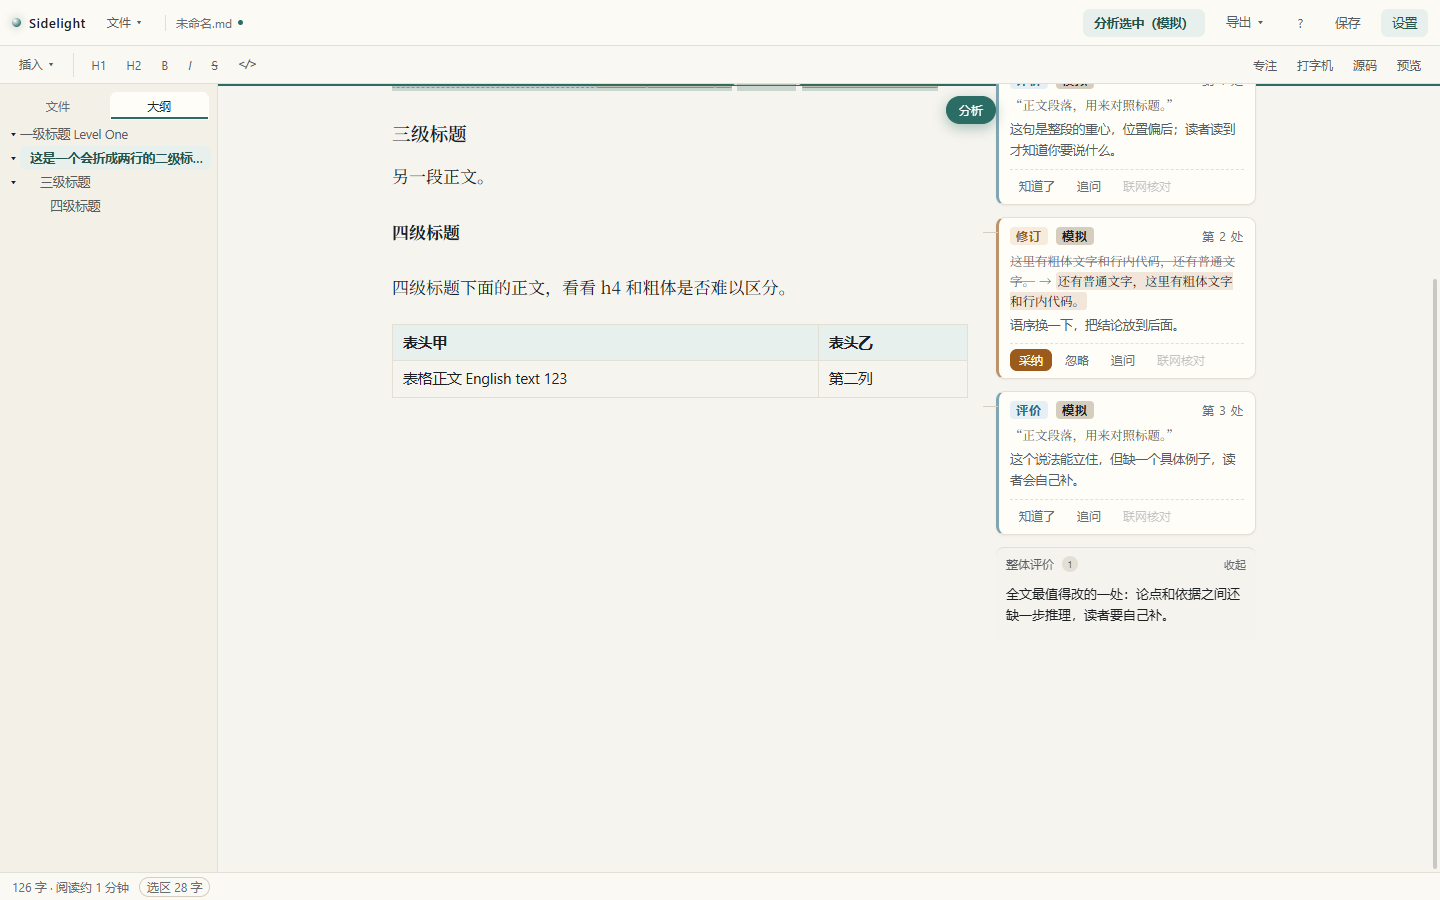 Sidelight 文件 ▾ 未命名.md 分析选中（模拟） 导出 ▾ ? 保存 设置
插入 ▾ H1 H2 B I S </> 专注 打字机 源码 预览
文件 大纲
一级标题 Level One
这是一个会折成两行的二级标...
三级标题
四级标题
三级标题
另一段正文。
四级标题
四级标题下面的正文，看看 h4 和粗体是否难以区分。
表头甲 表头乙
表格正文 English text 123 第二列
分析
“正文段落，用来对照标题。”
这句是整段的重心，位置偏后；读者读到
才知道你要说什么。
知道了 追问 联网核对
修订 模拟 第 2 处
这里有粗体文字和行内代码，还有普通文
字。 → 还有普通文字，这里有粗体文字
和行内代码。
语序换一下，把结论放到后面。
采纳 忽略 追问 联网核对
评价 模拟 第 3 处
“正文段落，用来对照标题。”
这个说法能立住，但缺一个具体例子，读
者会自己补。
知道了 追问 联网核对
整体评价 1 收起
全文最值得改的一处：论点和依据之间还
缺一步推理，读者要自己补。
126 字 · 阅读约 1 分钟 选区 28 字